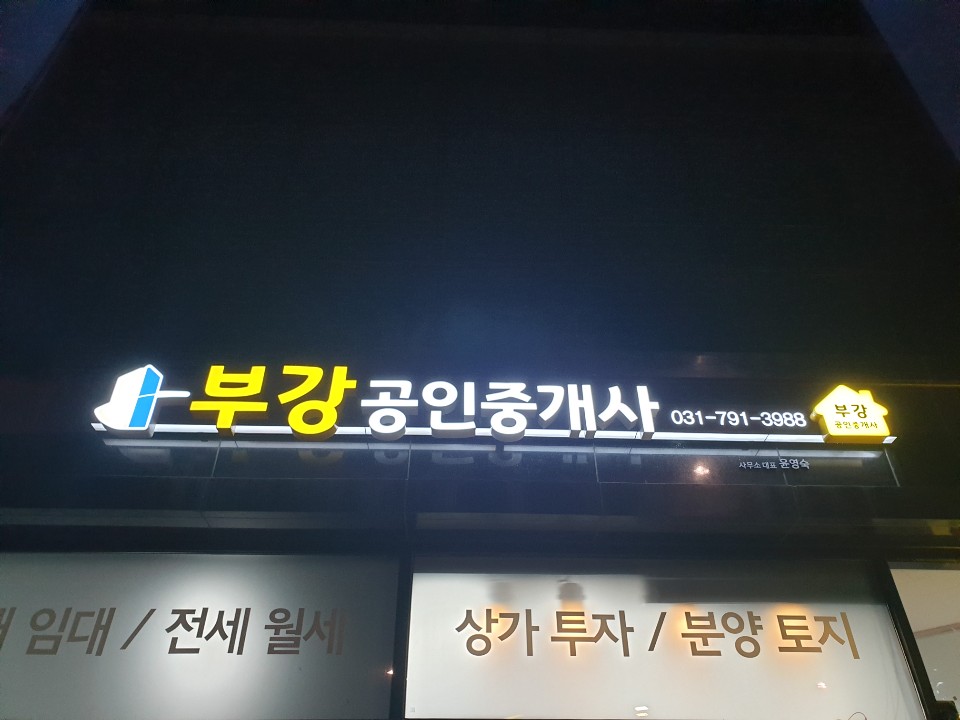 부강 공인중개사 031-791-3988
부강
공인중개사
사무소대표 윤영숙
임대 / 전세 월세
상가 투자 / 분양 토지